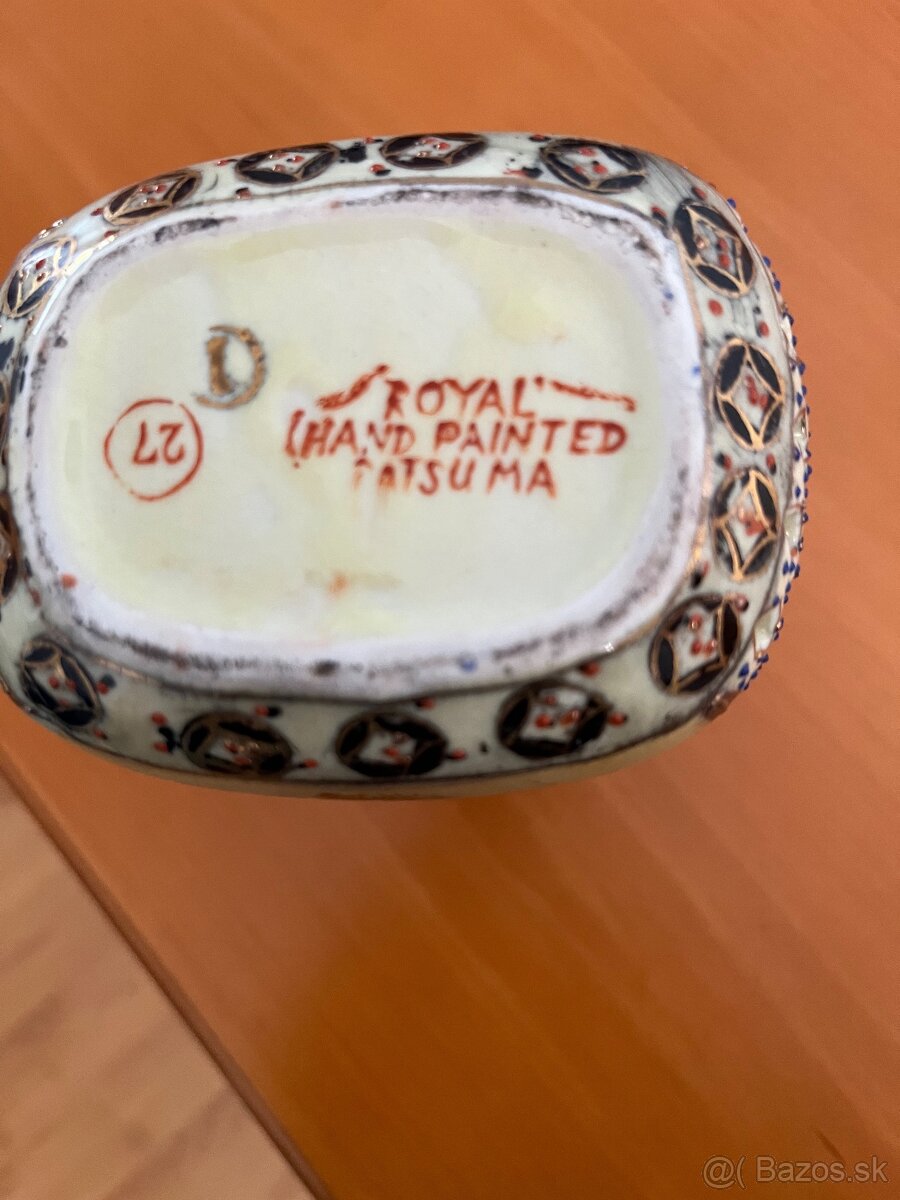 ROYAL
HAND PAINTED
SATSUMA
27
@( Bazos.sk